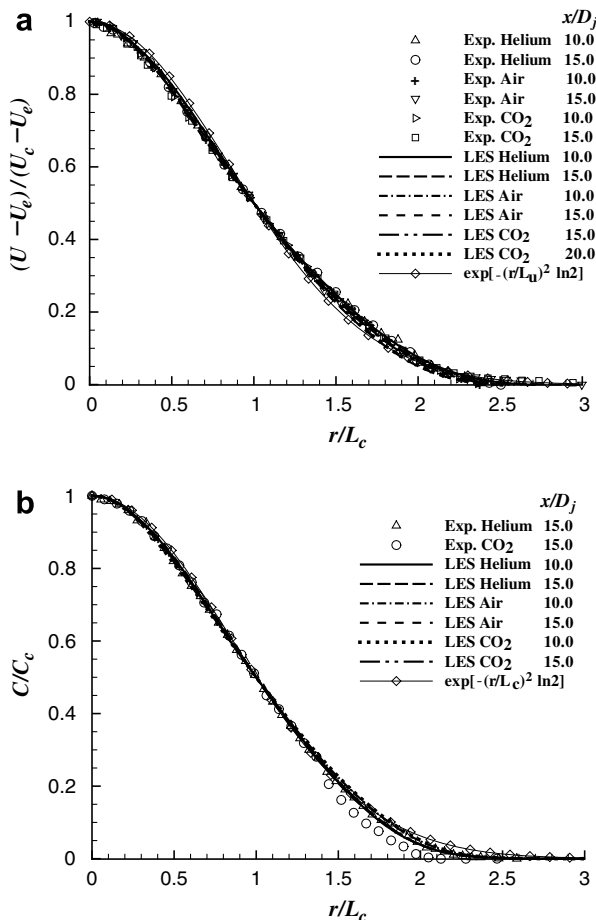 a
x/Dj
Exp. Helium 10.0
Exp. Helium 15.0
Exp. Air 10.0
Exp. Air 15.0
Exp. CO2 10.0
Exp. CO2 15.0
LES Helium 10.0
LES Helium 15.0
LES Air 10.0
LES Air 15.0
LES CO2 15.0
LES CO2 20.0
exp[-(r/Lu)2 ln2]
(U −Ue)/(Uc−Ue)
1
0.8
0.6
0.4
0.2
0
0 0.5 1 1.5 2 2.5 3
r/Lc
b
x/Dj
Exp. Helium 15.0
Exp. CO2 15.0
LES Helium 10.0
LES Helium 15.0
LES Air 10.0
LES Air 15.0
LES CO2 10.0
LES CO2 15.0
exp[-(r/Lc)2 ln2]
C/Cc
1
0.8
0.6
0.4
0.2
0
0 0.5 1 1.5 2 2.5 3
r/Lc